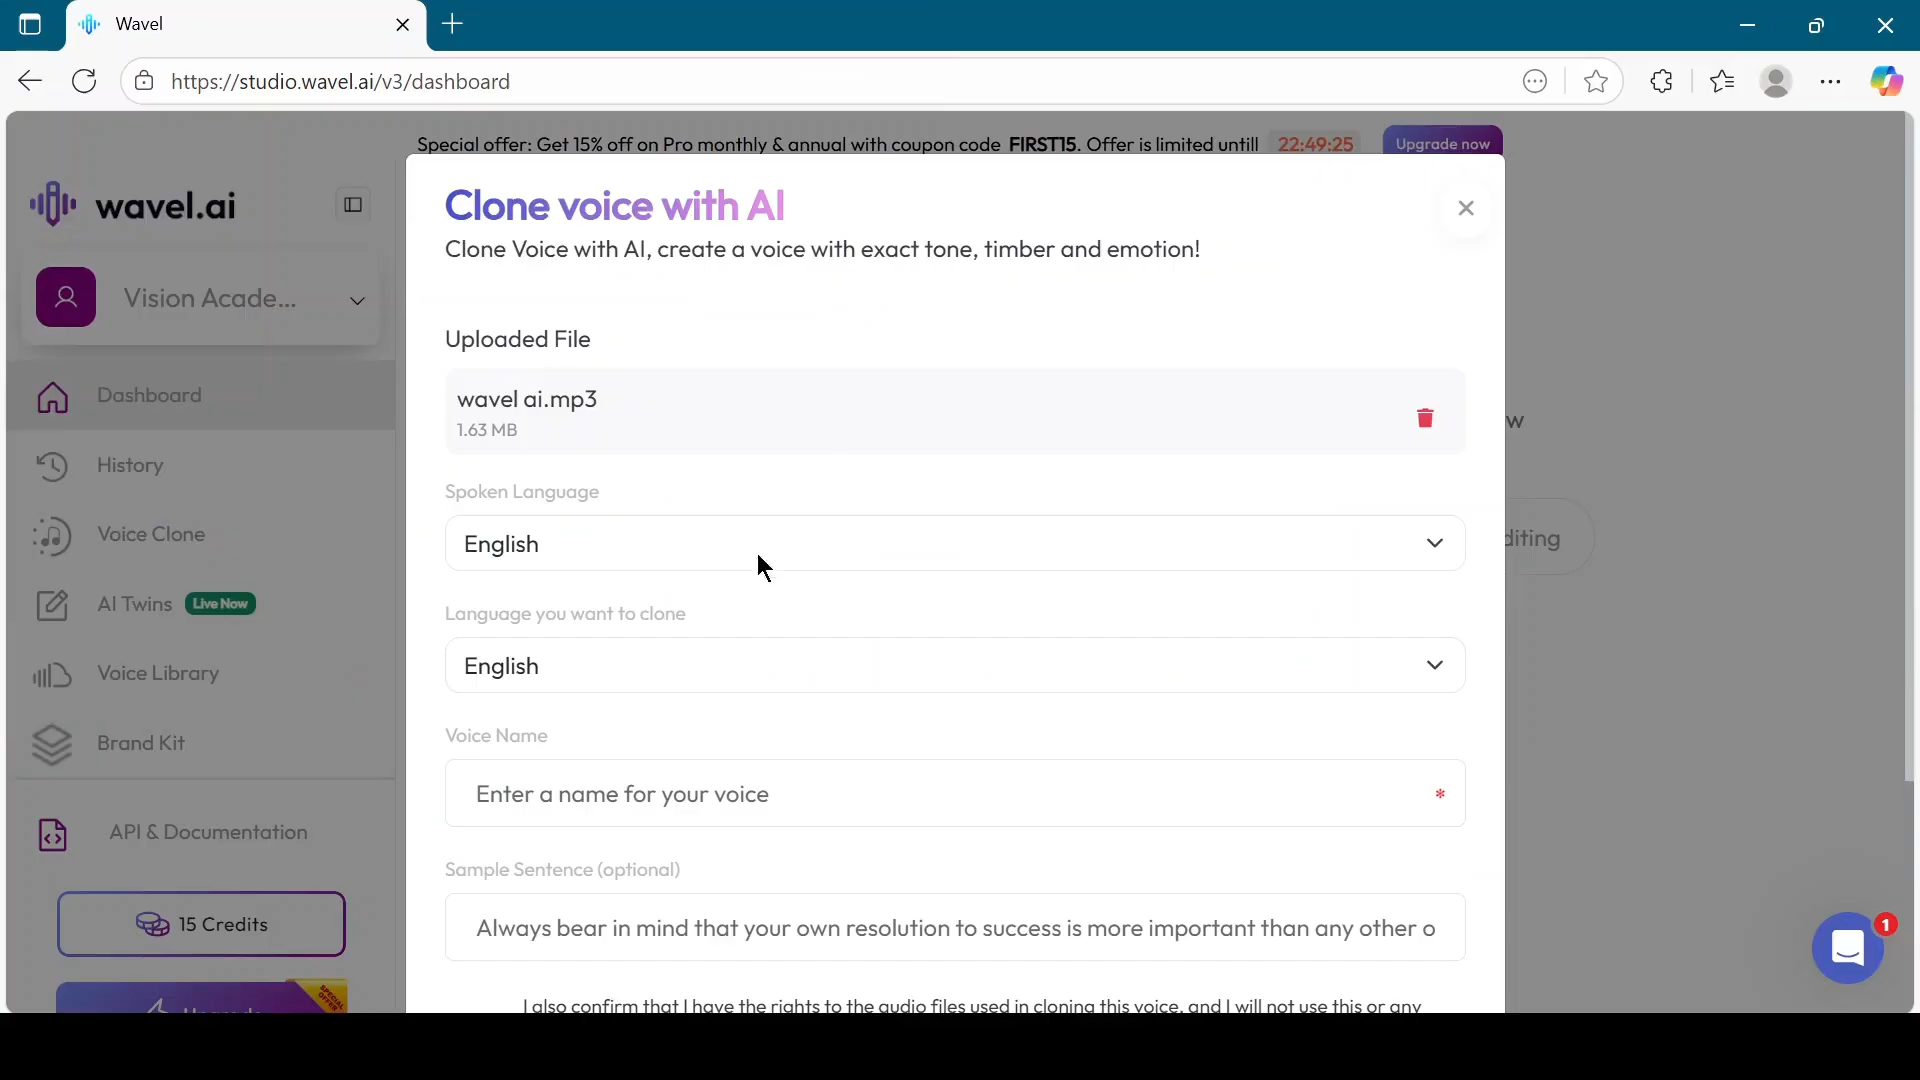 Wavel
https://studio.wavel.ai/v3/dashboard
Special offer: Get 15% off on Pro monthly & annual with coupon code FIRST15. Offer is limited untill 22:49:25 Upgrade now
wavel.ai
Vision Acade...
Dashboard
History
Voice Clone
AI Twins Live Now
Voice Library
Brand Kit
API & Documentation
15 Credits
SPECIAL OFFER
Clone voice with AI
Clone Voice with AI, create a voice with exact tone, timber and emotion!
Uploaded File
wavel ai.mp3
1.63 MB
Spoken Language
English
Language you want to clone
English
Voice Name
Enter a name for your voice *
Sample Sentence (optional)
Always bear in mind that your own resolution to success is more important than any other o
I also confirm that I have the rights to the audio files used in cloning this voice, and I will not use this or any
w
diting
1